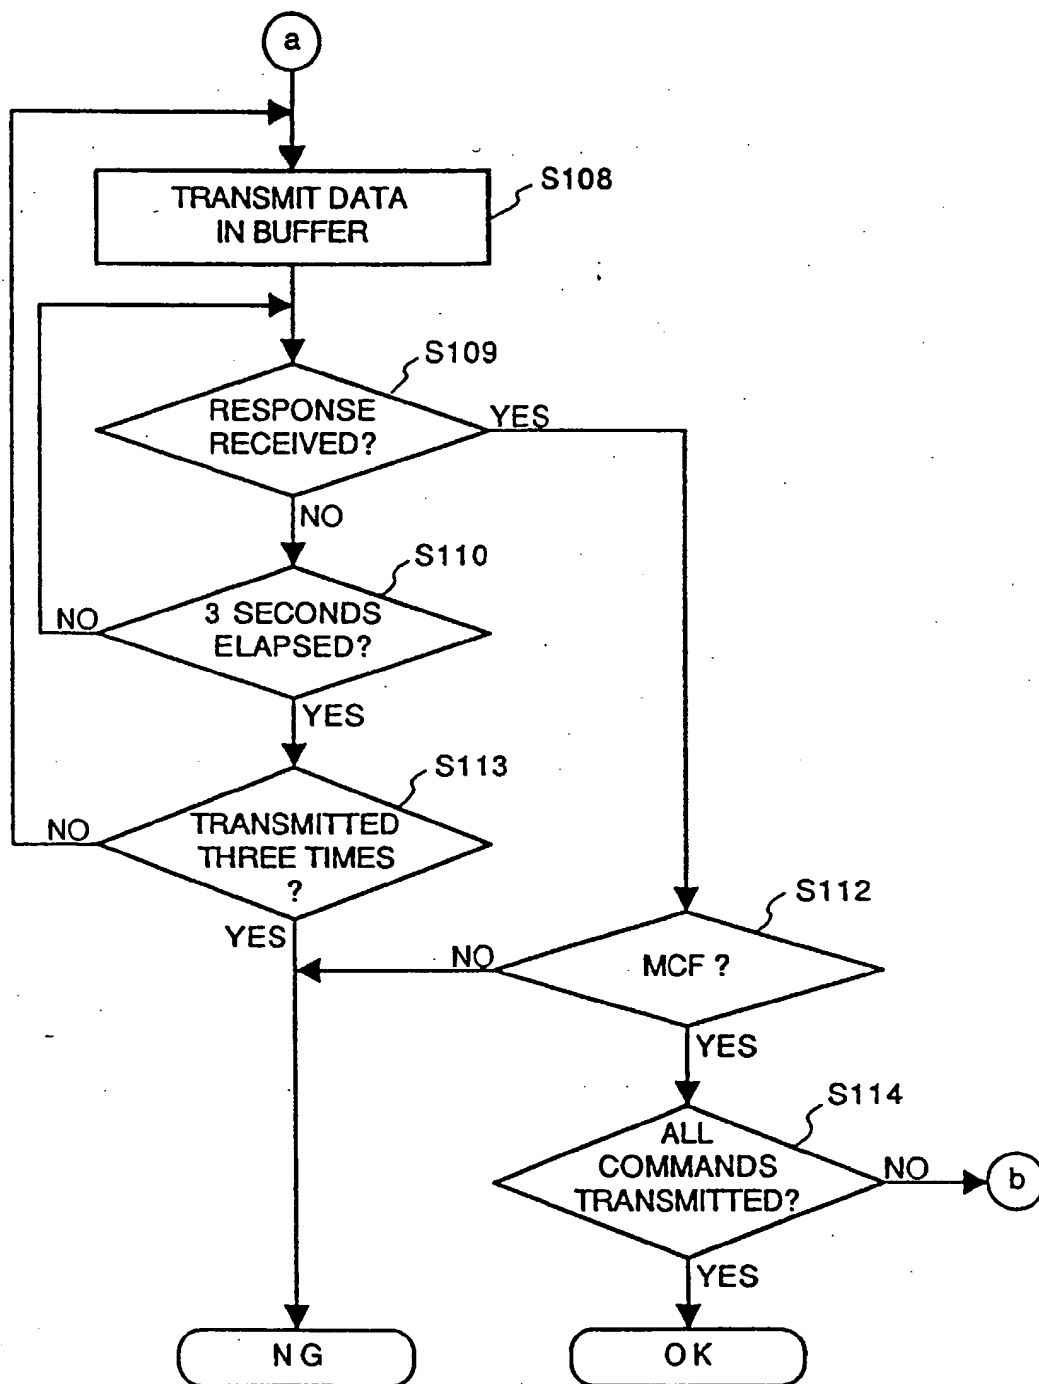 a
TRANSMIT DATA
IN BUFFER
S108
S109
RESPONSE
RECEIVED?
YES
NO
S110
3 SECONDS
ELAPSED?
NO
YES
S113
TRANSMITTED
THREE TIMES
?
NO
YES
S112
MCF ?
NO
YES
S114
ALL
COMMANDS
TRANSMITTED?
NO
b
YES
NG
OK